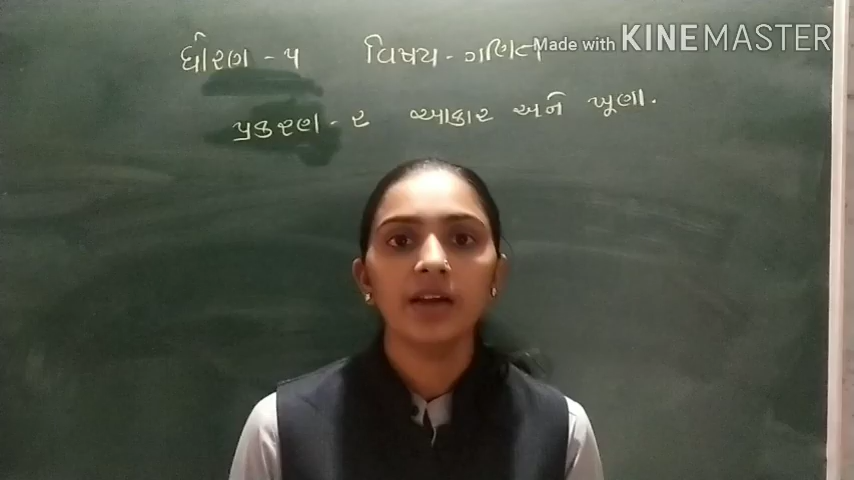 ધોરણ - ૫ વિષય - ગણિત
Made with KINEMASTER
પ્રકરણ - ૨ આકાર અને ખૂણા.